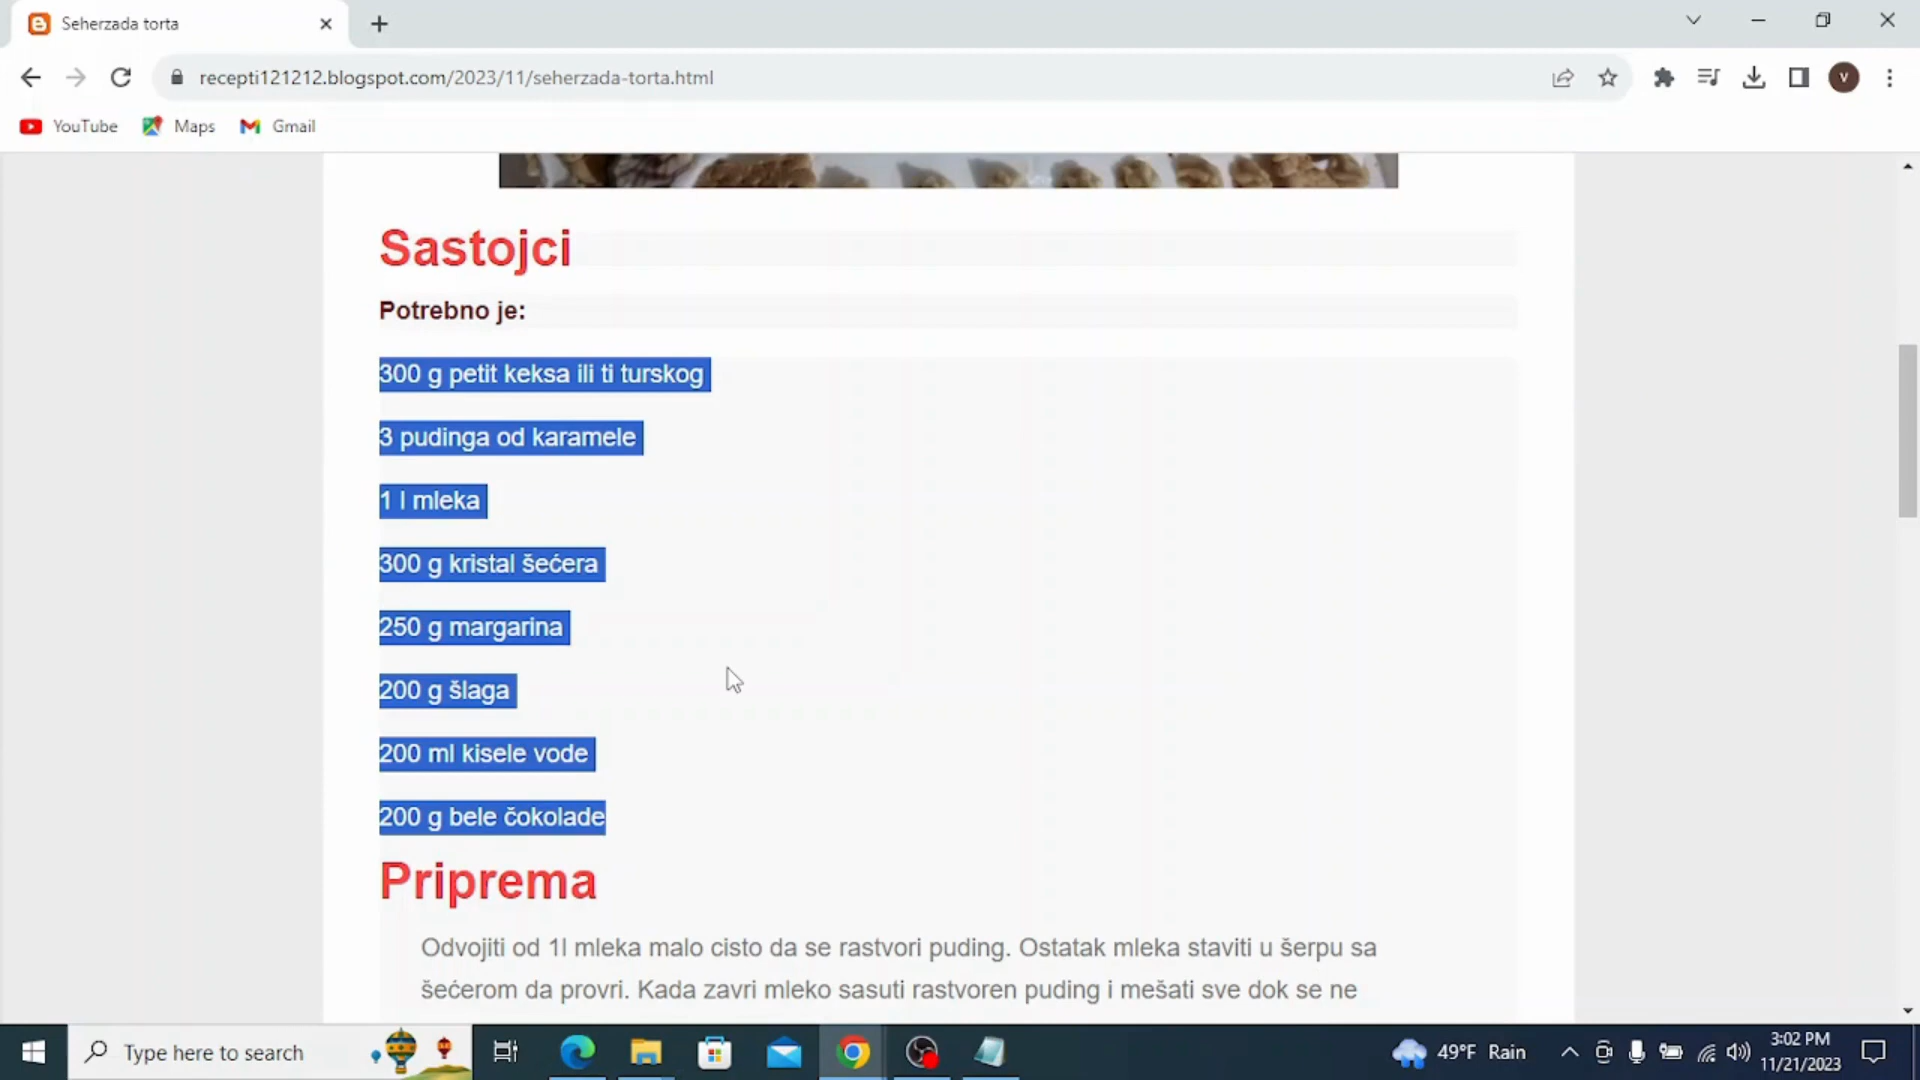 Seherzada torta
recepti121212.blogspot.com/2023/11/seherzada-torta.html
V
YouTube
Maps
Gmail
Sastojci
Potrebno je:
300 g petit keksa ili ti turskog
3 pudinga od karamele
1 l mleka
300 g kristal šećera
250 g margarina
200 g šlaga
200 ml kisele vode
200 g bele čokolade
Priprema
Odvojiti od 1l mleka malo cisto da se rastvori puding. Ostatak mleka staviti u šerpu sa
šećerom da provri. Kada zavri mleko sasuti rastvoren puding i mešati sve dok se ne
Type here to search
49°F Rain
3:02 PM
11/21/2023